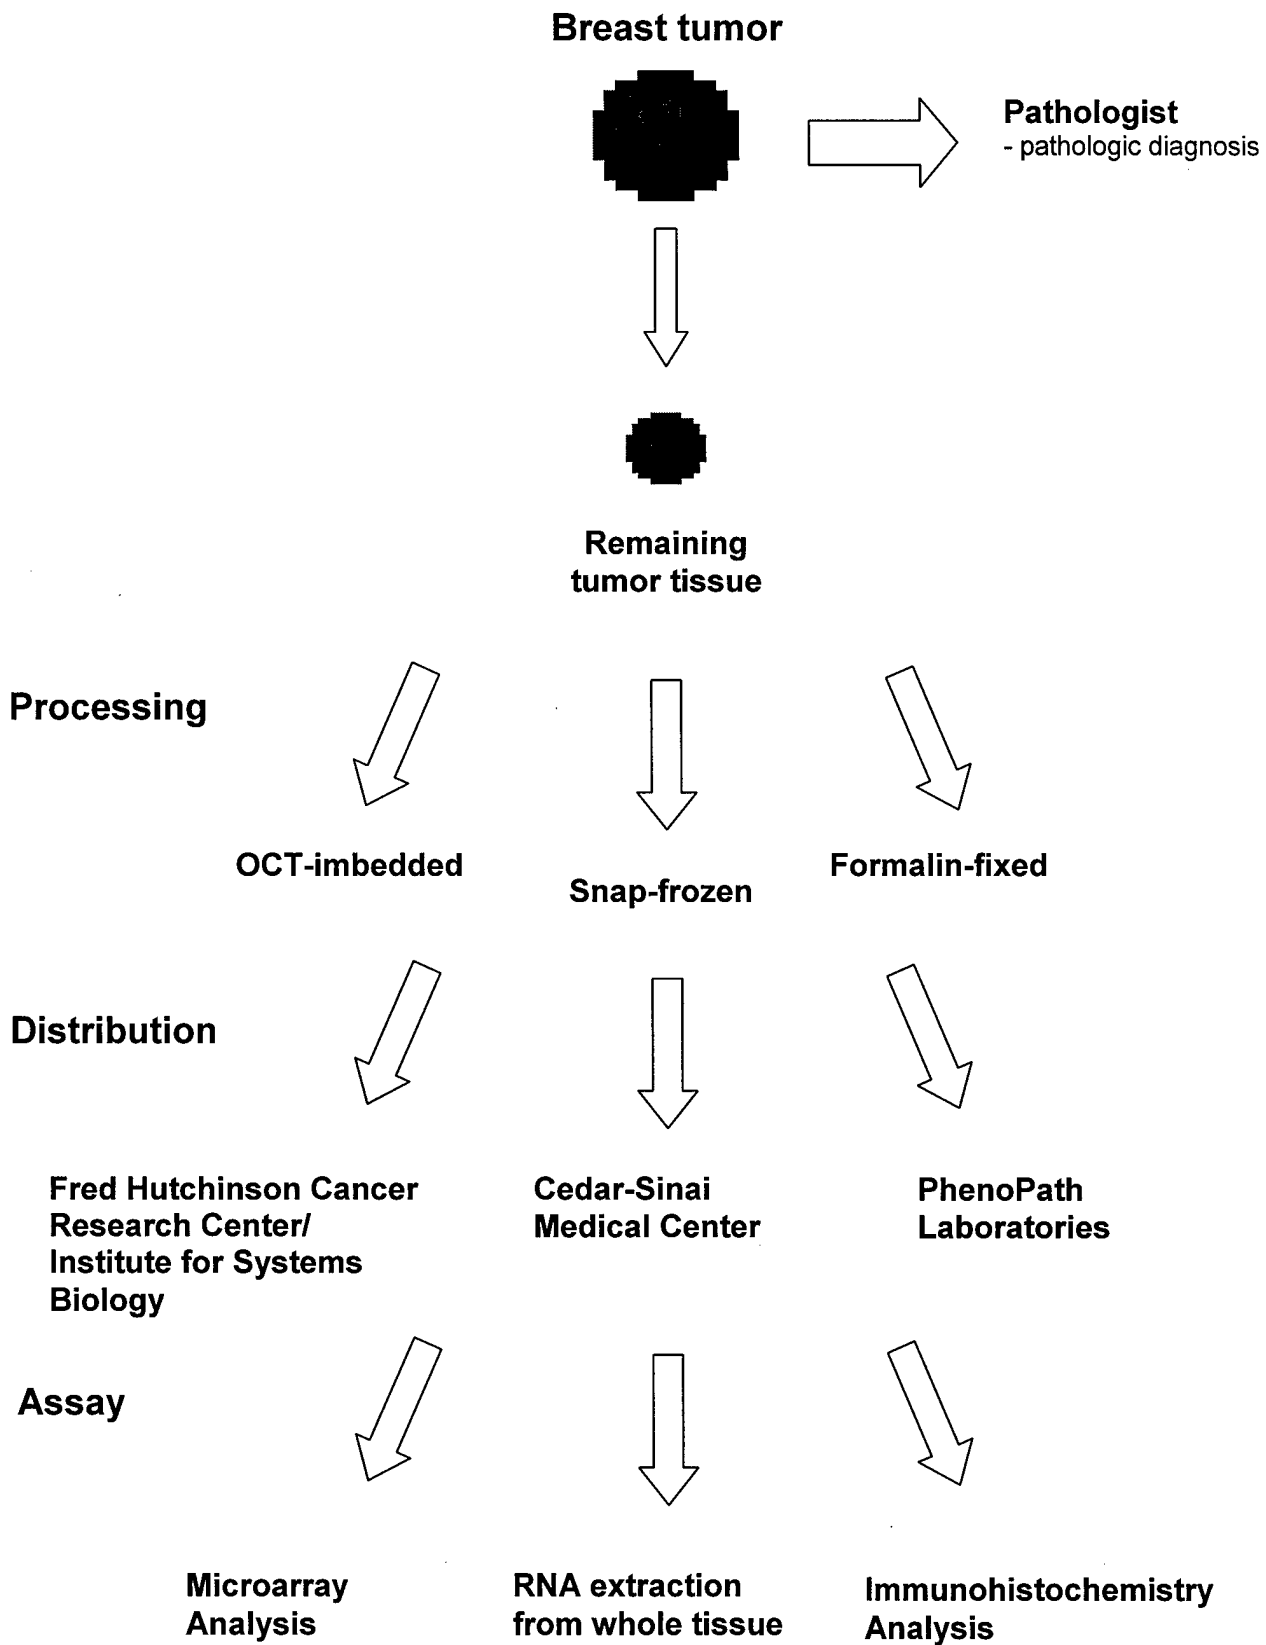 Breast tumor
Pathologist
- pathologic diagnosis
Remaining
tumor tissue
Processing
OCT-imbedded
Snap-frozen
Formalin-fixed
Distribution
Fred Hutchinson Cancer
Research Center/
Institute for Systems
Biology
Cedar-Sinai
Medical Center
PhenoPath
Laboratories
Assay
Microarray
Analysis
RNA extraction
from whole tissue
Immunohistochemistry
Analysis